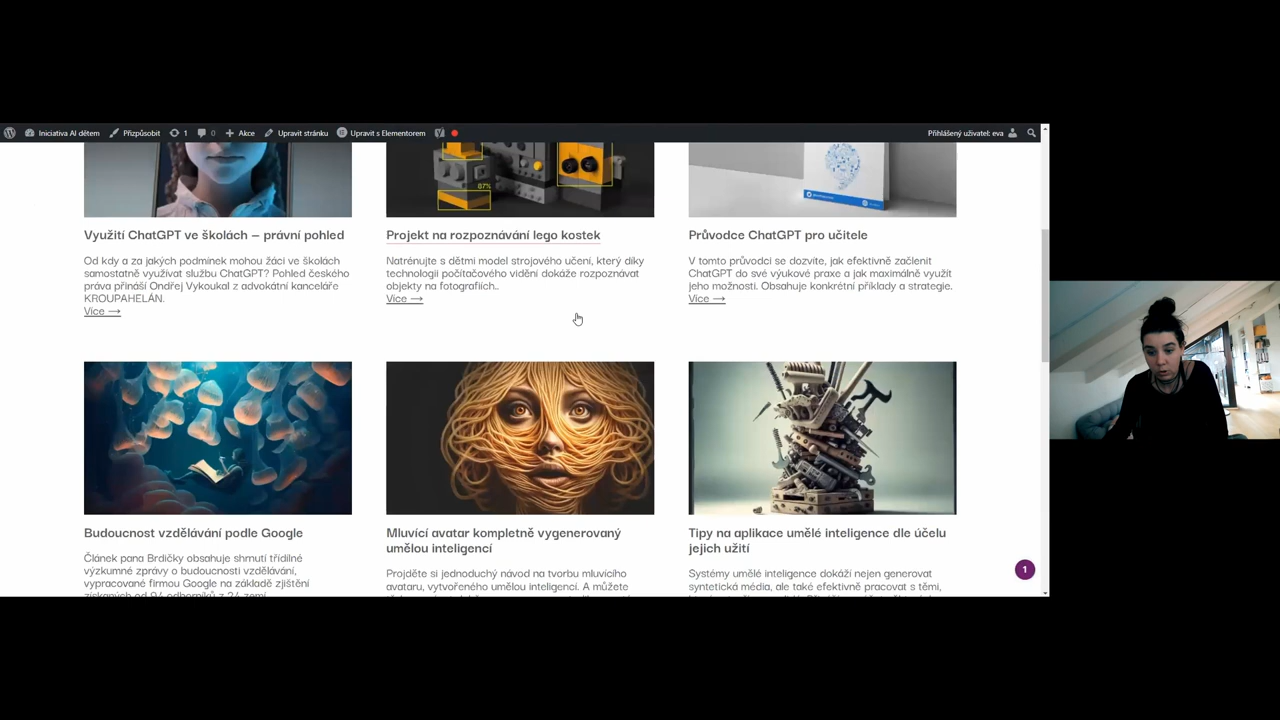 Iniciativa AI dětem
Přizpůsobit
1
0
Akce
Upravit stránku
Upravit s Elementorem
Přihlášený uživatel: eva
87%
Využití ChatGPT ve školách – právní pohled
Od kdy a za jakých podmínek mohou žáci ve školách
samostatně využívat službu ChatGPT? Pohled českého
práva přináší Ondřej Vykoukal z advokátní kanceláře
KROUPAHELÁN.
Více →
Projekt na rozpoznávání lego kostek
Natrénujte s dětmi model strojového učení, který díky
technologii počítačového vidění dokáže rozpoznávat
objekty na fotografiích..
Více →
Průvodce ChatGPT pro učitele
V tomto průvodci se dozvíte, jak efektivně začlenit
ChatGPT do své výukové praxe a jak maximálně využít
jeho možnosti. Obsahuje konkrétní příklady a strategie.
Více →
Budoucnost vzdělávání podle Google
Článek pana Brdičky obsahuje shrnutí třídílné
výzkumné zprávy o budoucnosti vzdělávání,
vypracované firmou Google na základě zjištění
získaných od 94 odborníků z 24 zemí
Mluvící avatar kompletně vygenerovaný
umělou inteligencí
Projděte si jednoduchý návod na tvorbu mluvícího
avataru, vytvořeného umělou inteligencí. A můžete
Tipy na aplikace umělé inteligence dle účelu
jejich užití
Systémy umělé inteligence dokáží nejen generovat
syntetická média, ale také efektivně pracovat s těmi,
1